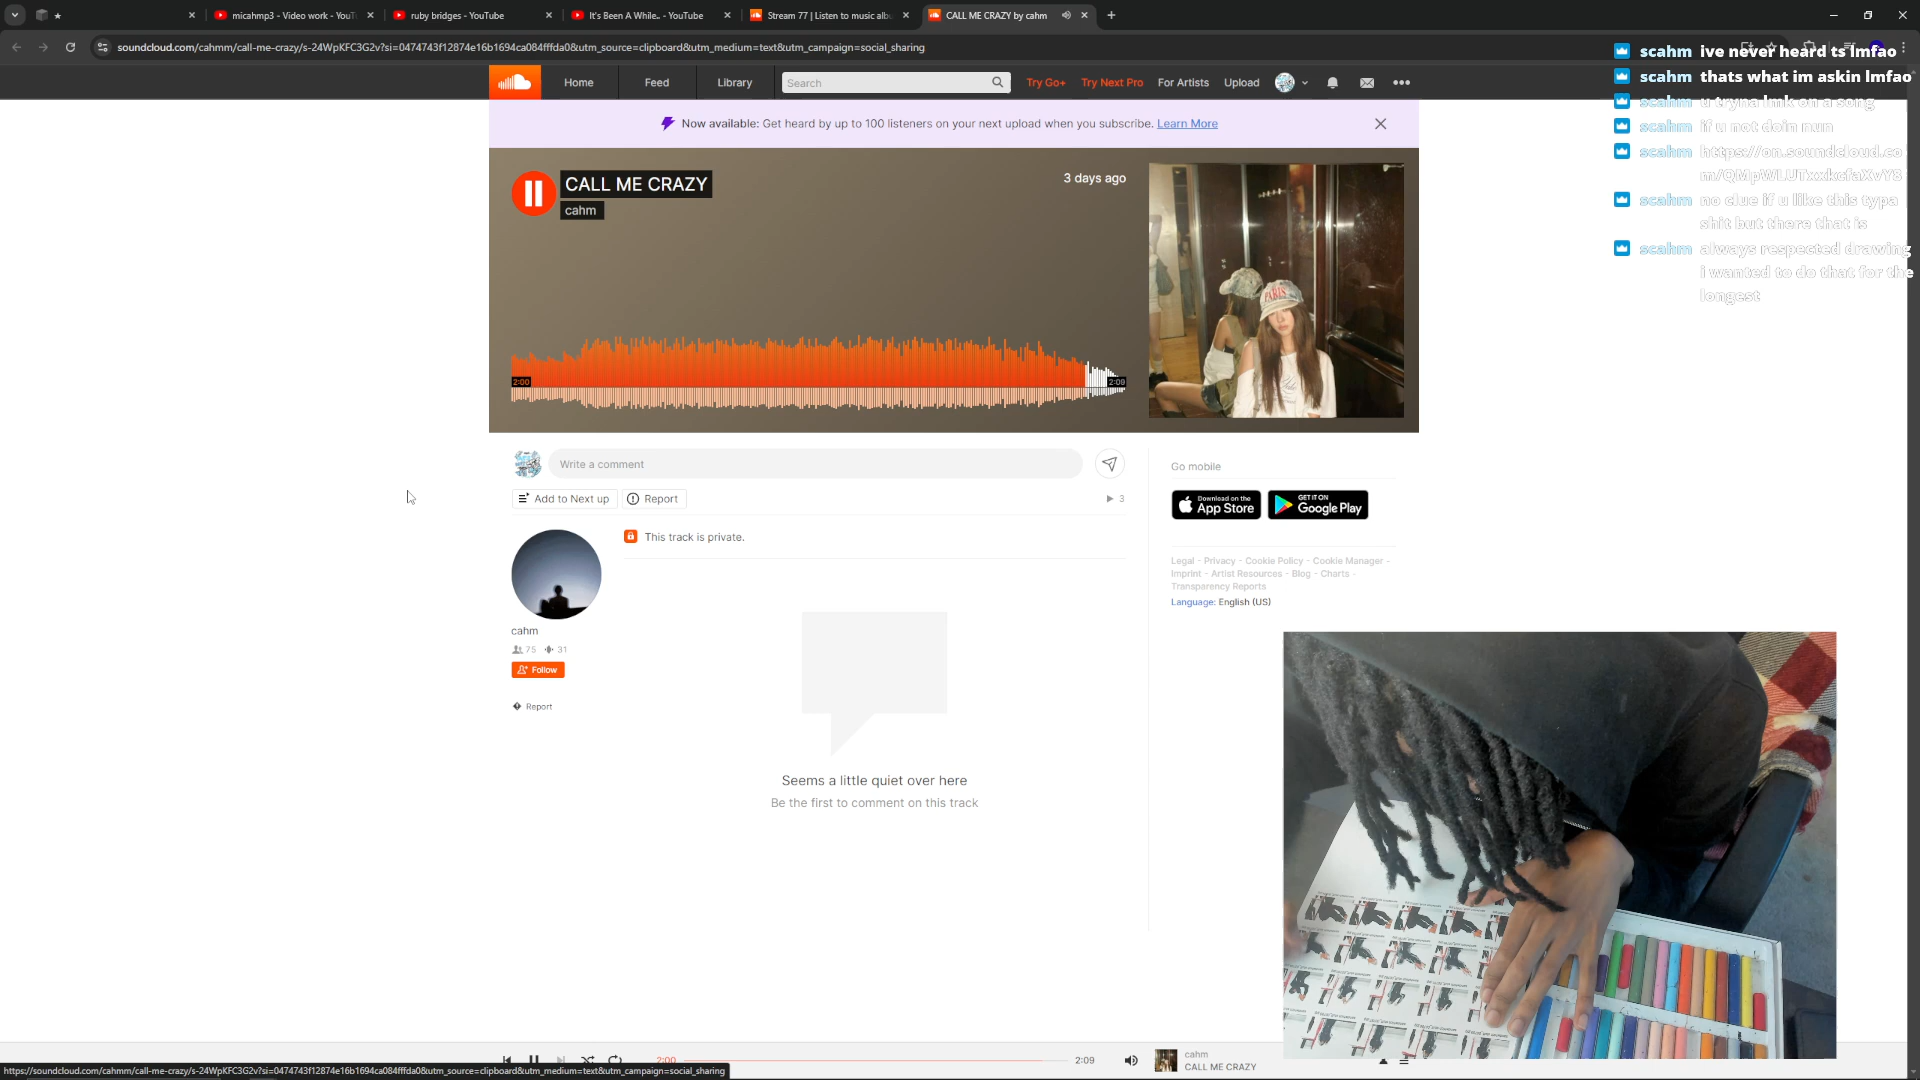 ★
micahmp3 - Video work - YouT
ruby bridges - YouTube
It's Been A While.. - YouTube
Stream 77 | Listen to music albu
CALL ME CRAZY by cahm
soundcloud.com/cahmm/call-me-crazy/s-24WpKFC3G2v?si=0474743f12874e16b1694ca084fffda0&utm_source=clipboard&utm_medium=text&utm_campaign=social_sharing
Home
Feed
Library
Search
Try Go+
Try Next Pro
For Artists
Upload
scahm ive never heard ts lmfao
scahm thats what im askin lmfao
scahm u tryna lmk on a song
scahm if u not doin nun
scahm https://on.soundcloud.co
m/QMpWLUTxxkcfaXvY8
scahm no clue if u like this typa
shit but there that is
scahm always respected drawing
i wanted to do that for the
longest
Now available: Get heard by up to 100 listeners on your next upload when you subscribe. Learn More
CALL ME CRAZY
cahm
3 days ago
PARIS
2:00
2:09
Write a comment
Add to Next up
Report
3
This track is private.
cahm
75
31
Follow
Report
Seems a little quiet over here
Be the first to comment on this track
Go mobile
Download on the
App Store
GET IT ON
Google Play
Legal - Privacy - Cookie Policy - Cookie Manager -
Imprint - Artist Resources - Blog - Charts -
Transparency Reports
Language: English (US)
2:00
2:09
cahm
CALL ME CRAZY
https://soundcloud.com/cahmm/call-me-crazy/s-24WpKFC3G2v?si=0474743f12874e16b1694ca084fffda0&utm_source=clipboard&utm_medium=text&utm_campaign=social_sharing